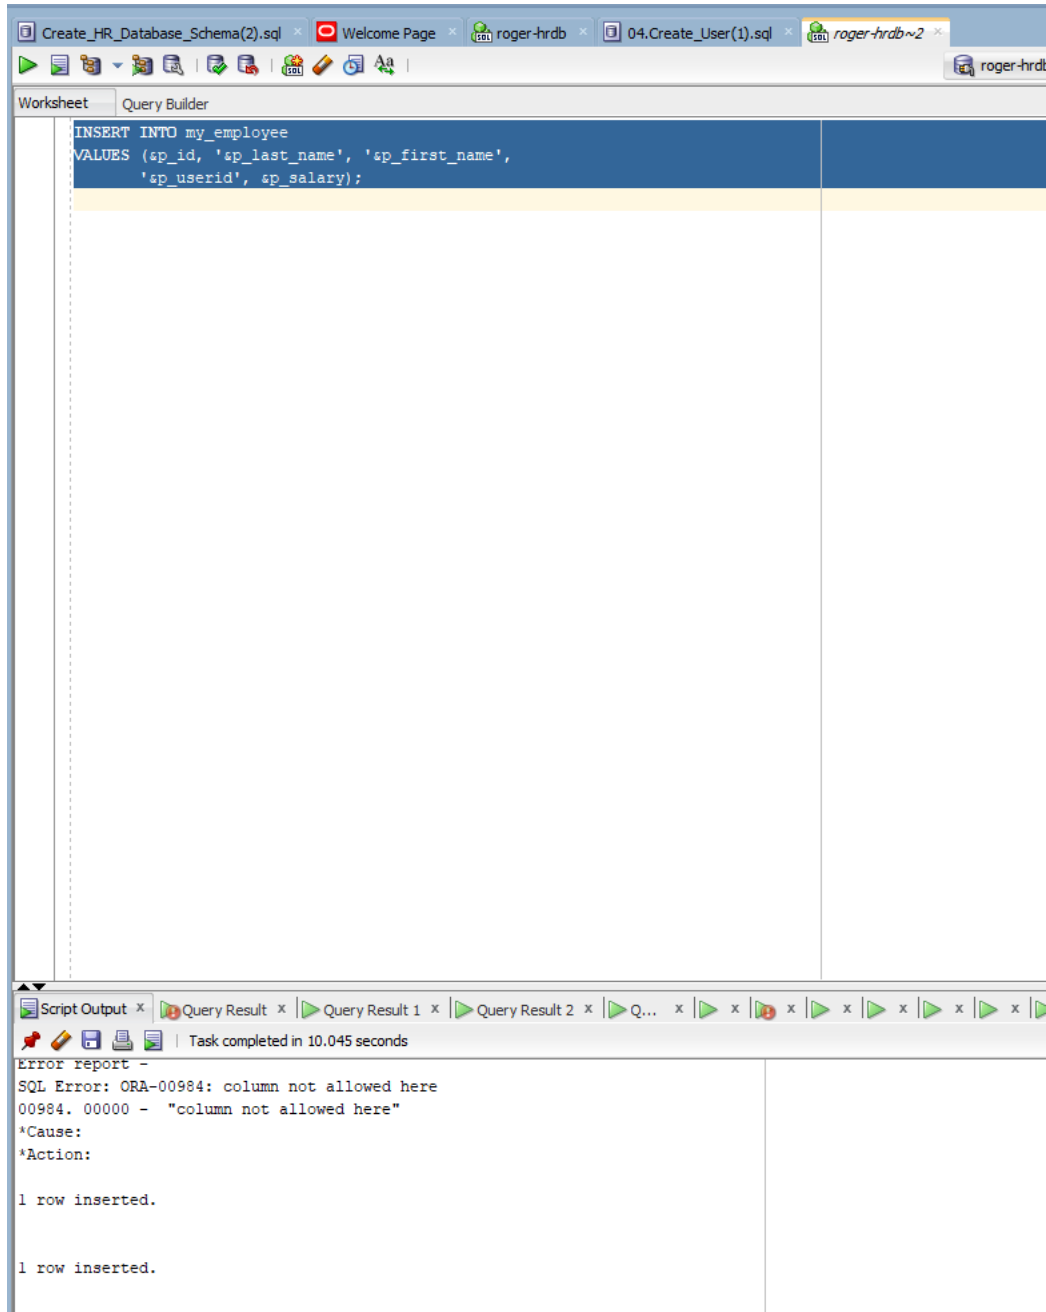 Create_HR_Database_Schema(2).sql × Welcome Page × roger-hrdb × 04.Create_User(1).sql × roger-hrdb~2 ×
roger-hrdb
Worksheet Query Builder
INSERT INTO my_employee
VALUES (&p_id, '&p_last_name', '&p_first_name',
'&p_userid', &p_salary);
Script Output x Query Result x Query Result 1 x Query Result 2 x Q... x x x x x x x
Task completed in 10.045 seconds
Error report -
SQL Error: ORA-00984: column not allowed here
00984. 00000 - "column not allowed here"
*Cause:
*Action:
1 row inserted.
1 row inserted.